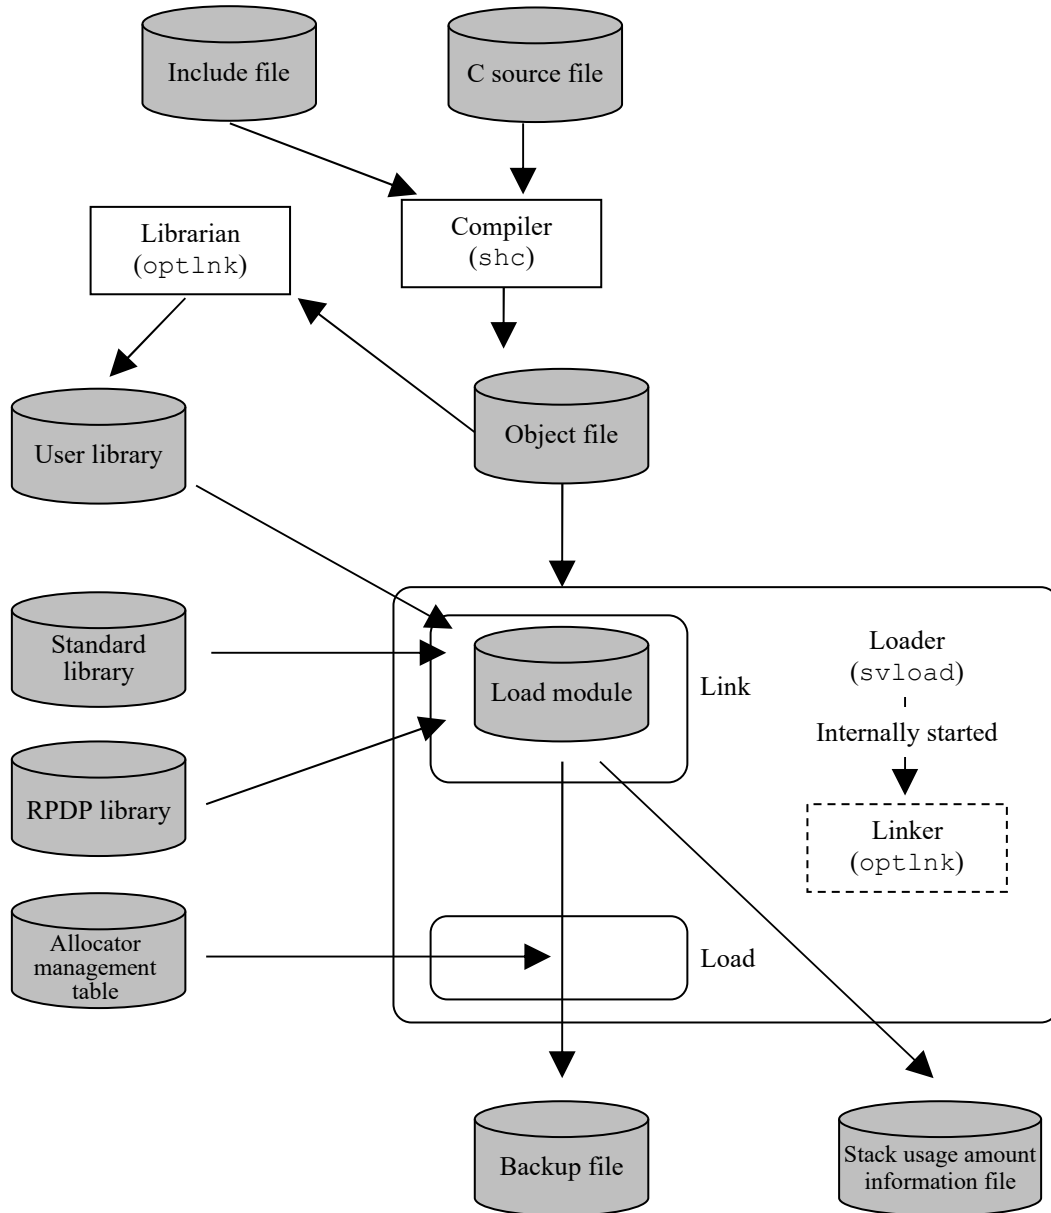 Include file
C source file
Librarian
(optlnk)
Compiler
(shc)
User library
Object file
Standard
library
Load module
Link
Loader
(svload)
Internally started
RPDP library
Linker
(optlnk)
Allocator
management
table
Load
Backup file
Stack usage amount
information file